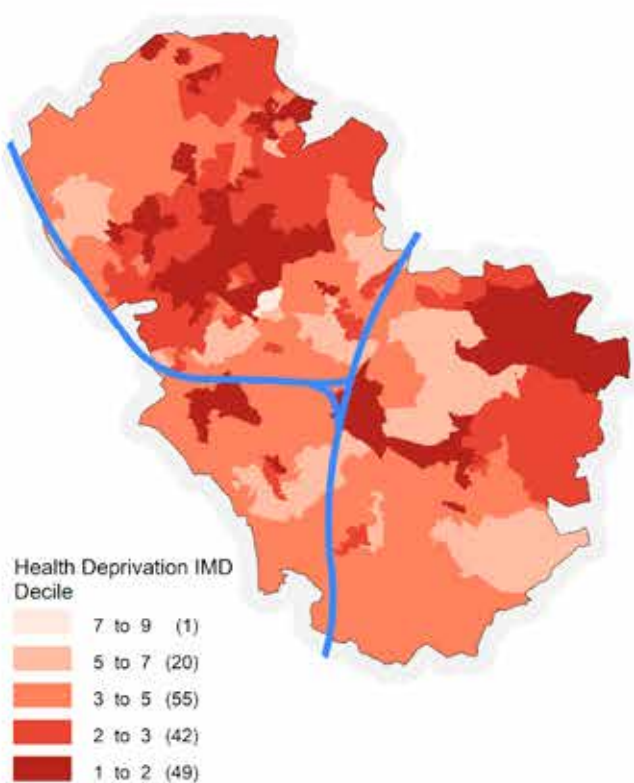 Health Deprivation IMD
Decile
7 to 9 (1)
5 to 7 (20)
3 to 5 (55)
2 to 3 (42)
1 to 2 (49)